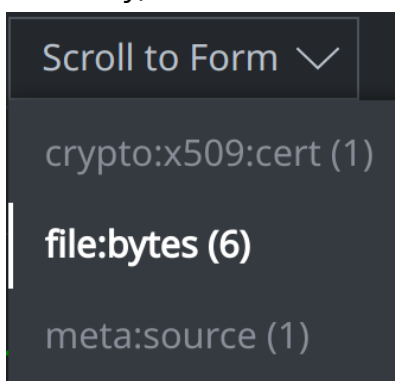 Scroll to Form
crypto:x509:cert (1)
file:bytes (6)
meta:source (1)